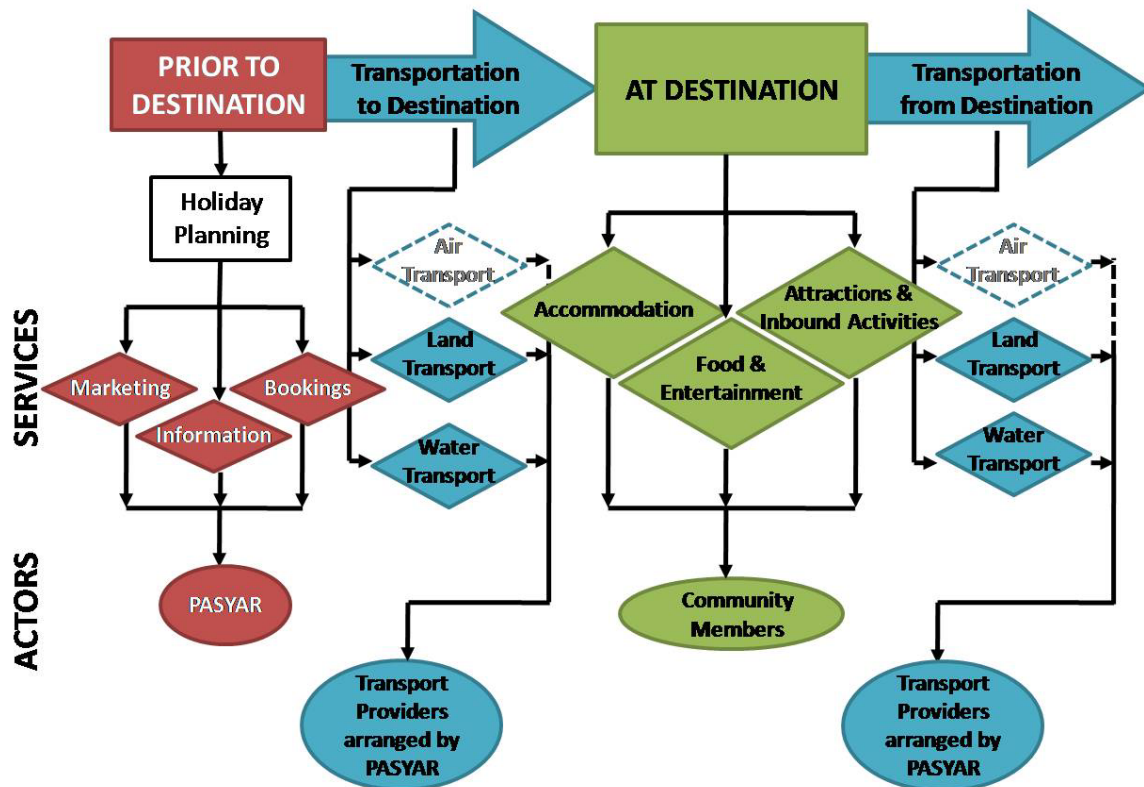 PRIOR TO
DESTINATION
Transportation
to Destination
AT DESTINATION
Transportation
from Destination
Holiday
Planning
Air
Transport
Accommodation
Attractions &
Inbound Activities
Air
Transport
SERVICES
Marketing
Information
Bookings
Land
Transport
Food &
Entertainment
Land
Transport
Water
Transport
Water
Transport
ACTORS
PASYAR
Community
Members
Transport
Providers
arranged by
PASYAR
Transport
Providers
arranged by
PASYAR